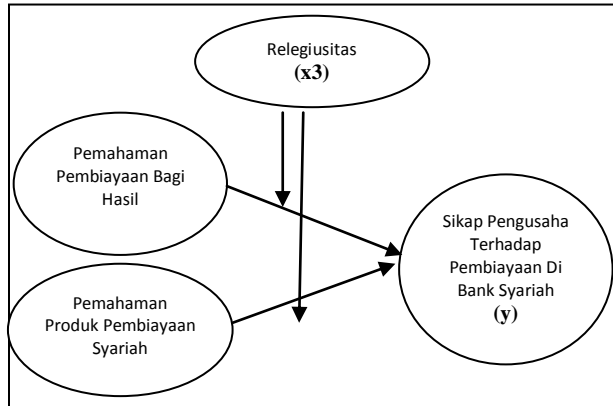 Relegiusitas
(x3)
Pemahaman
Pembiayaan Bagi
Hasil
Sikap Pengusaha
Terhadap
Pembiayaan Di
Bank Syariah
(y)
Pemahaman
Produk Pembiayaan
Syariah